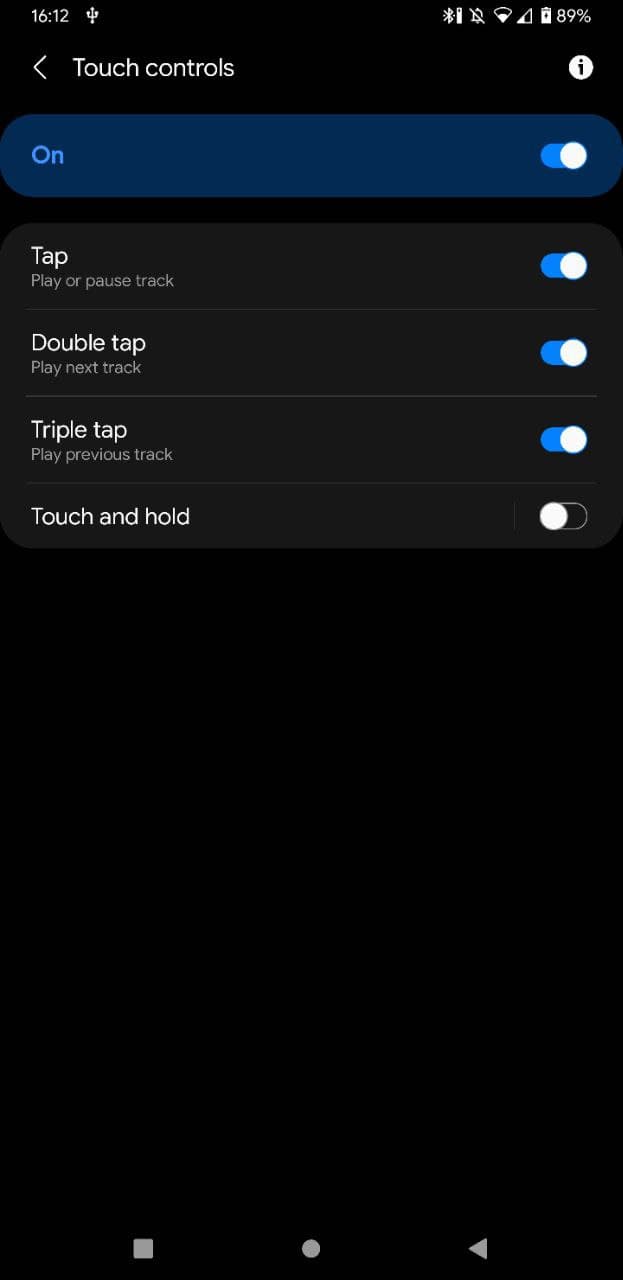 16:12 89%
Touch controls
On
Tap
Play or pause track
Double tap
Play next track
Triple tap
Play previous track
Touch and hold